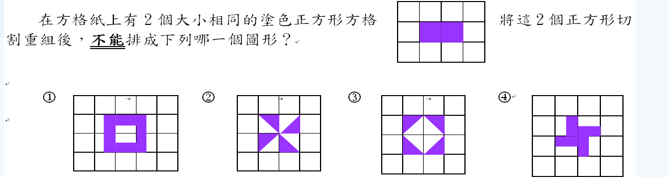 在方格紙上有 2 個大小相同的塗色正方形方格 將這 2 個正方形切
割重組後，不能排成下列哪一個圖形？
① ② ③ ④